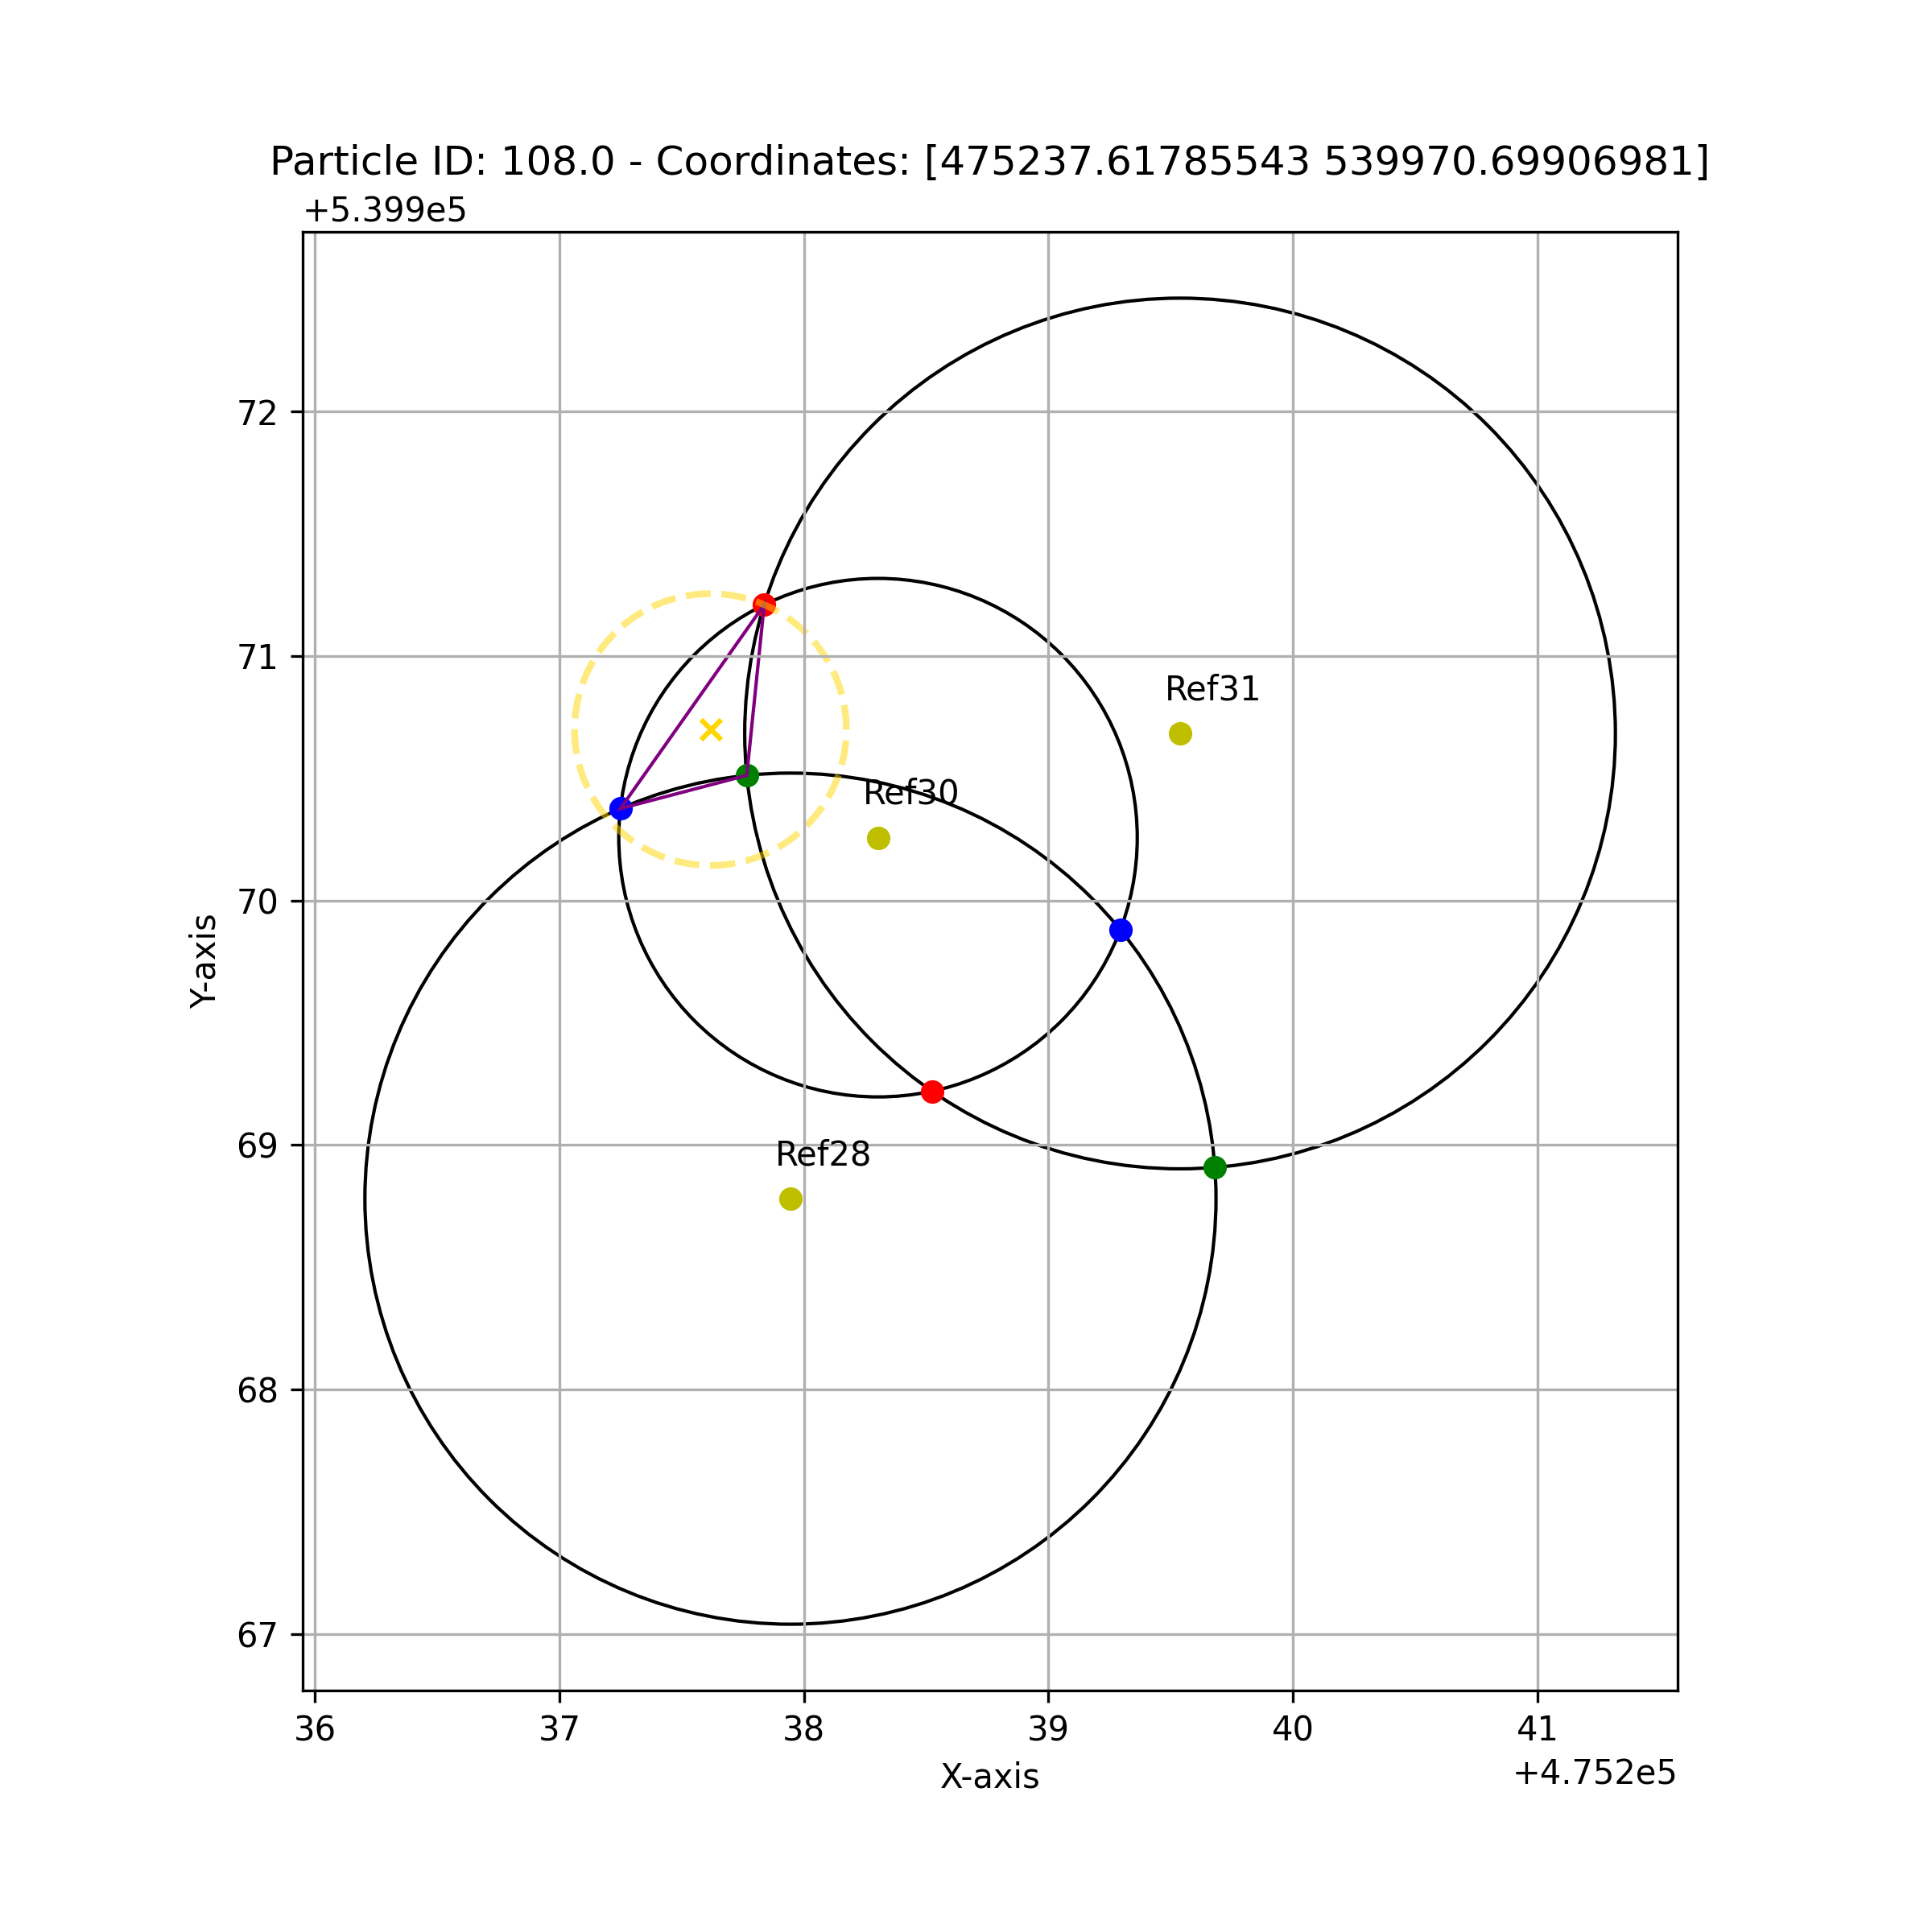 Particle ID: 108.0 - Coordinates: [475237.61785543 539970.69906981]
+5.399e5
72
71
70
69
68
67
Y-axis
Ref31
Ref30
Ref28
36 37 38 39 40 41
X-axis
+4.752e5